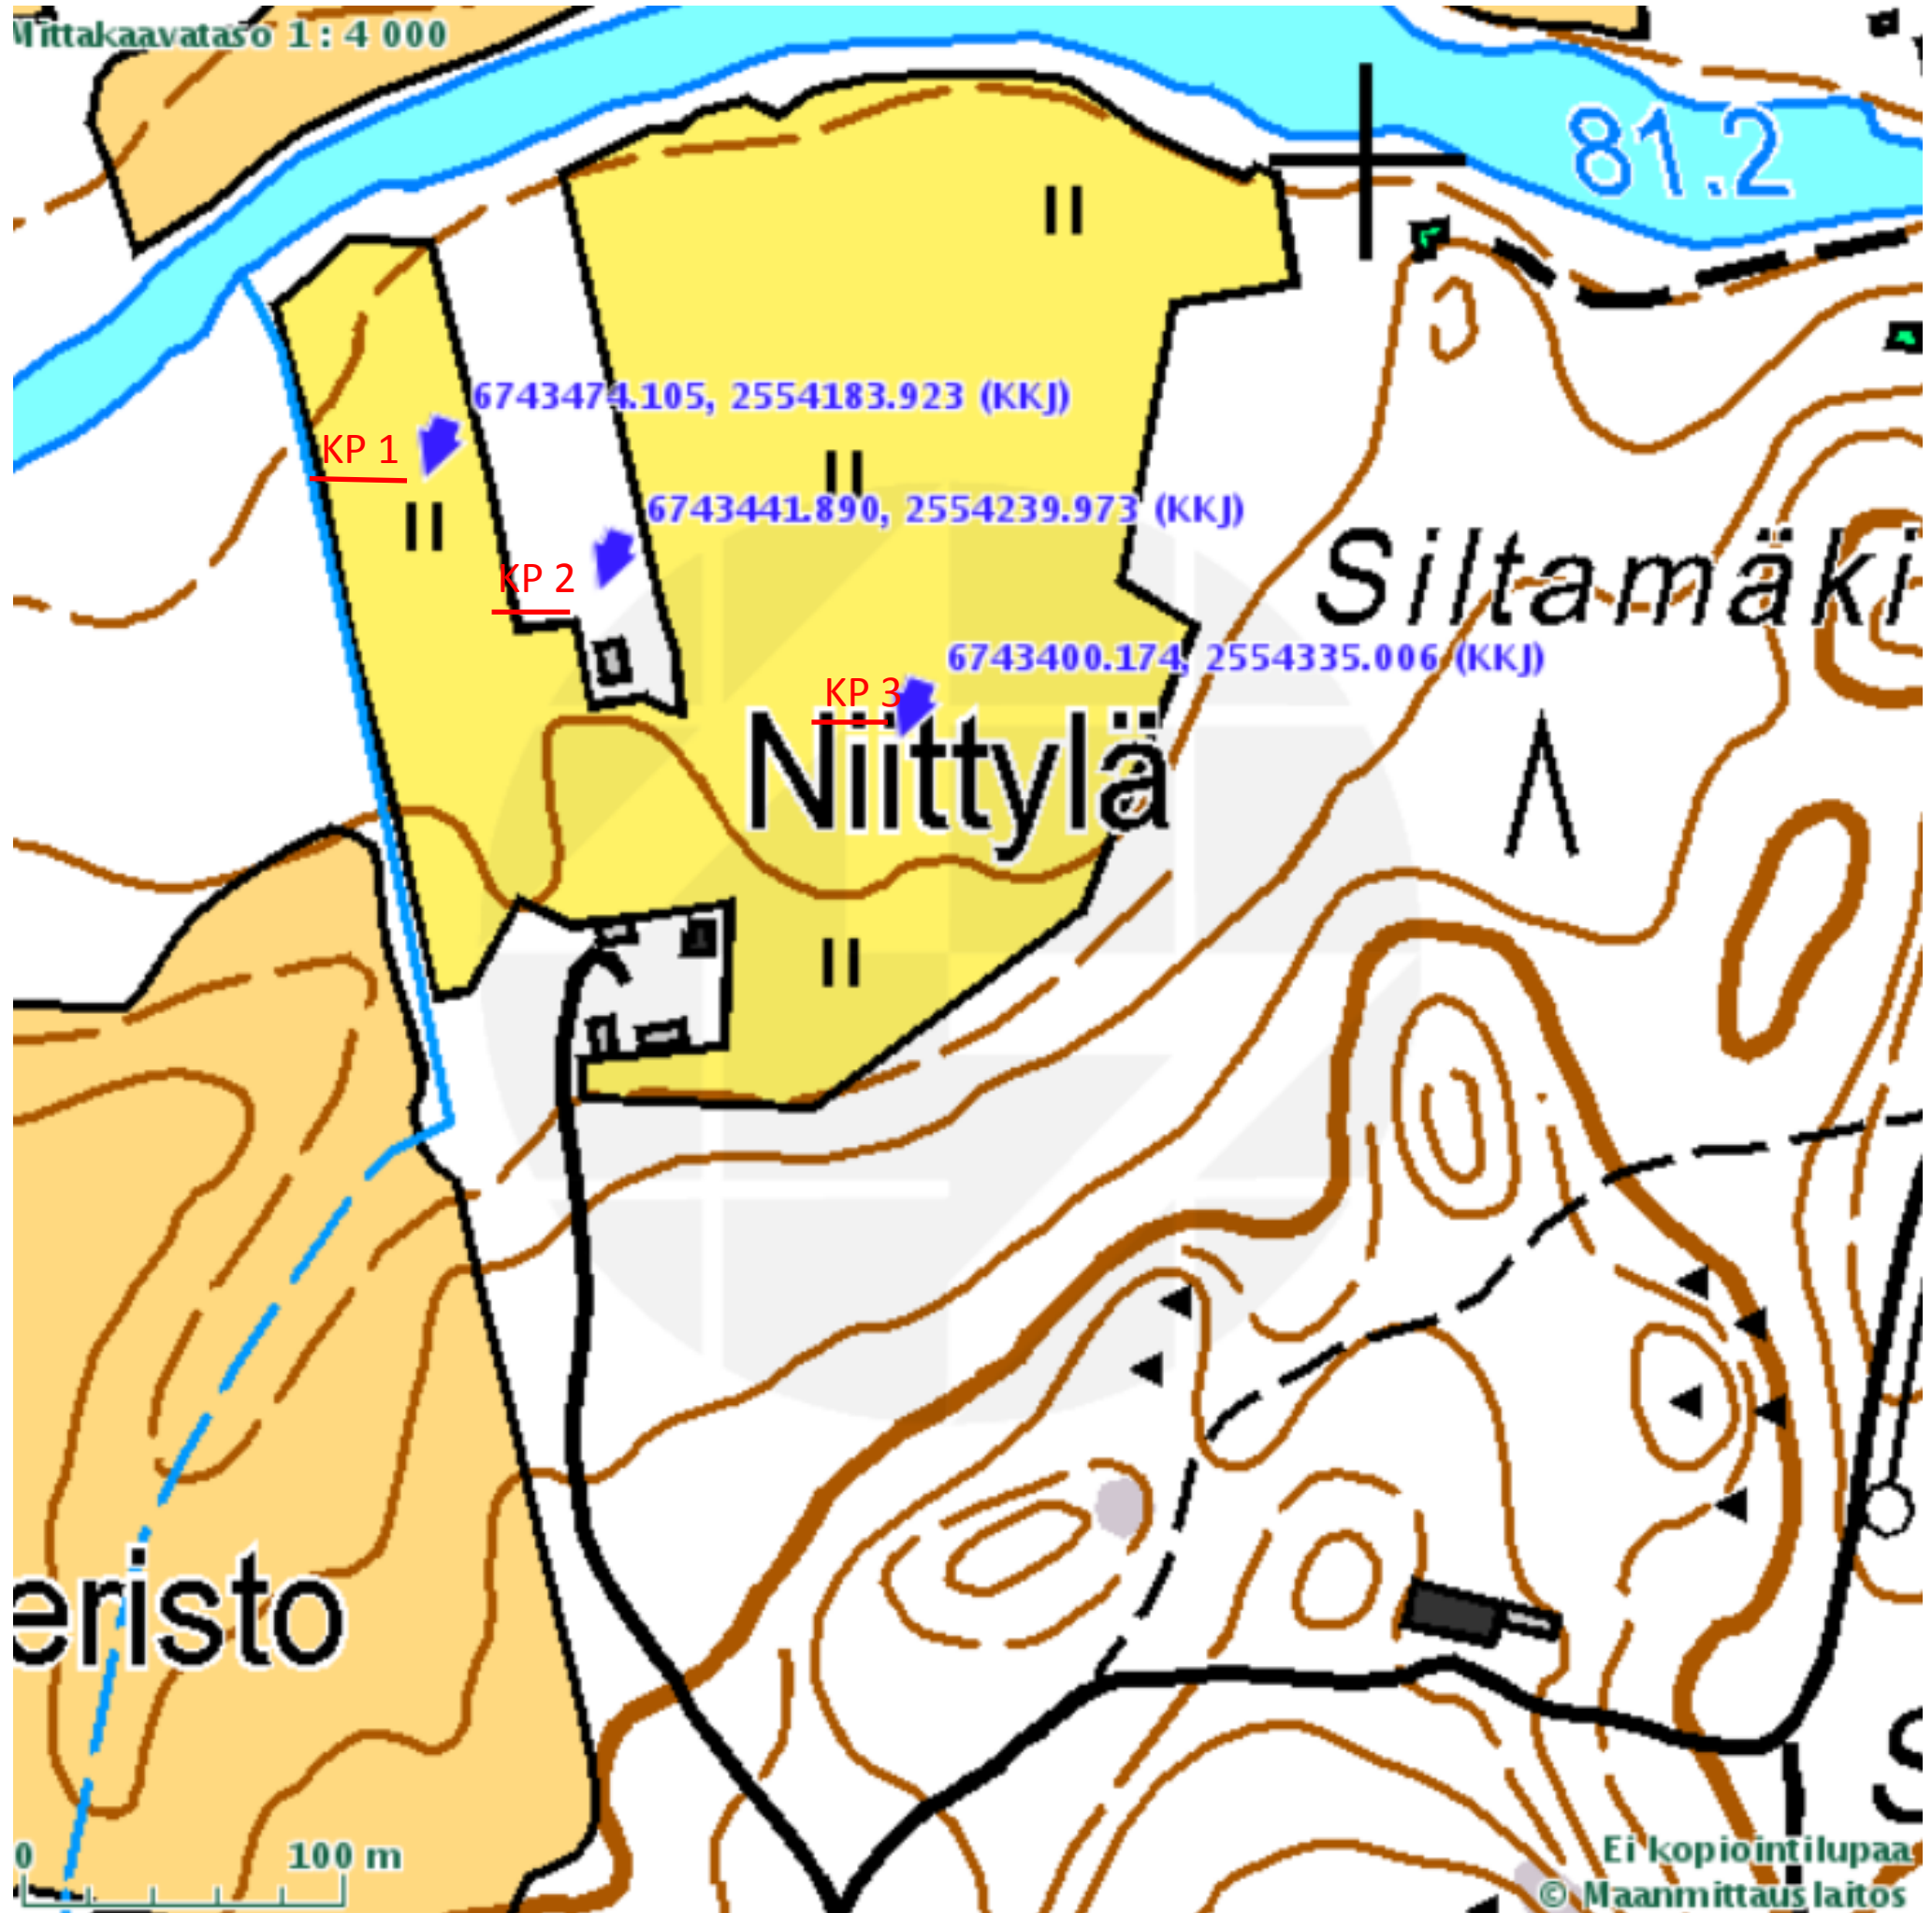 Mittakaavataso 1 : 4 000
81.2
6743474.105, 2554183.923 (KKJ)
KP 1
6743441.890, 2554239.973 (KKJ)
KP 2
Siltamäki
6743400.174, 2554335.006 (KKJ)
KP 3
Niittylä
eristo
S
0 100 m
Ei kopiointilupaa
© Maanmittauslaitos